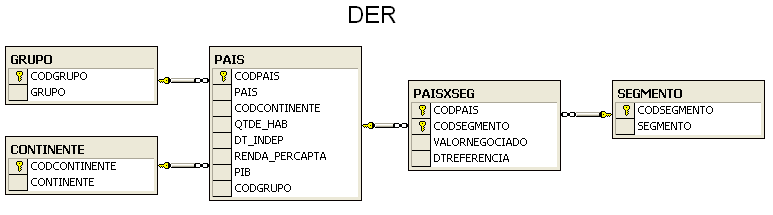 DER
GRUPO
CODGRUPO
GRUPO
CONTINENTE
CODCONTINENTE
CONTINENTE
PAIS
CODPAIS
PAIS
CODCONTINENTE
QTDE_HAB
DT_INDEP
RENDA_PERCAPTA
PIB
CODGRUPO
PAISXSEG
CODPAIS
CODSEGMENTO
VALORNEGOCIADO
DTREFERENCIA
SEGMENTO
CODSEGMENTO
SEGMENTO